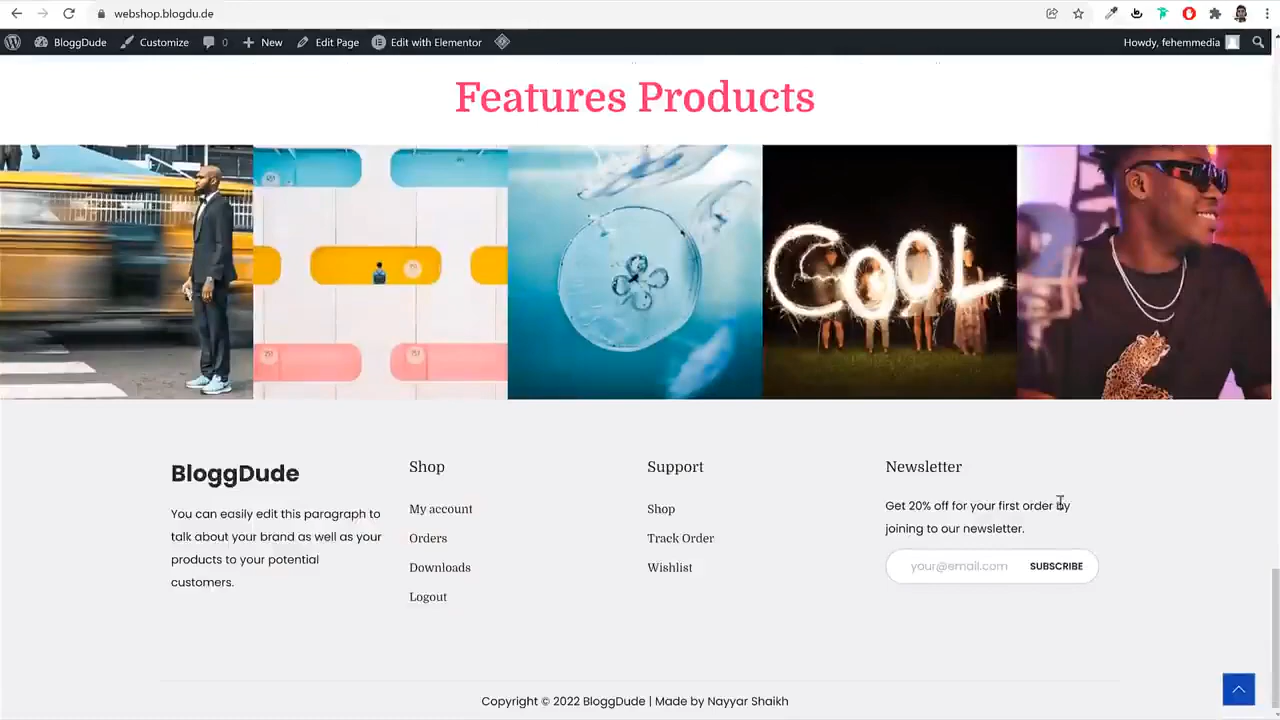 webshop.blogdu.de
BloggDude
Customize
0
New
Edit Page
Edit with Elementor
Howdy, fehemmedia
Features Products
COOL
BloggDude
You can easily edit this paragraph to
talk about your brand as well as your
products to your potential
customers.
Shop
My account
Orders
Downloads
Logout
Support
Shop
Track Order
Wishlist
Newsletter
Get 20% off for your first order by
joining to our newsletter.
your@email.com
SUBSCRIBE
Copyright © 2022 BloggDude | Made by Nayyar Shaikh